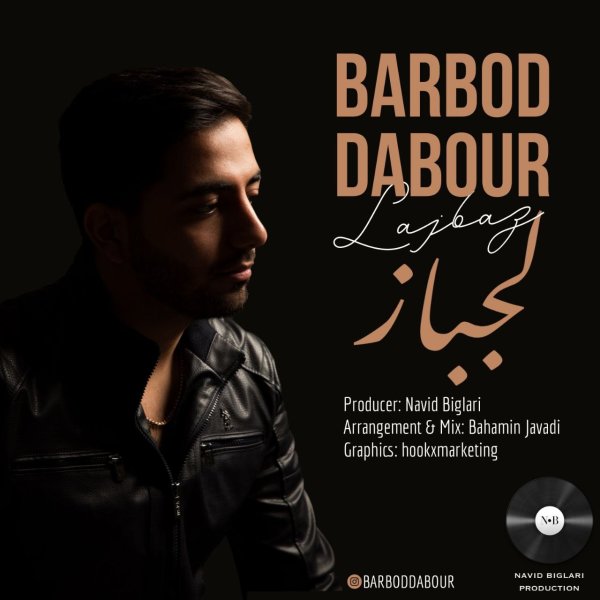 BARBOD
DABOUR
Lajbaz
لجباز
Producer: Navid Biglari
Arrangement & Mix: Bahamin Javadi
Graphics: hookxmarketing
N•B
NAVID BIGLARI
PRODUCTION
BARBODDABOUR